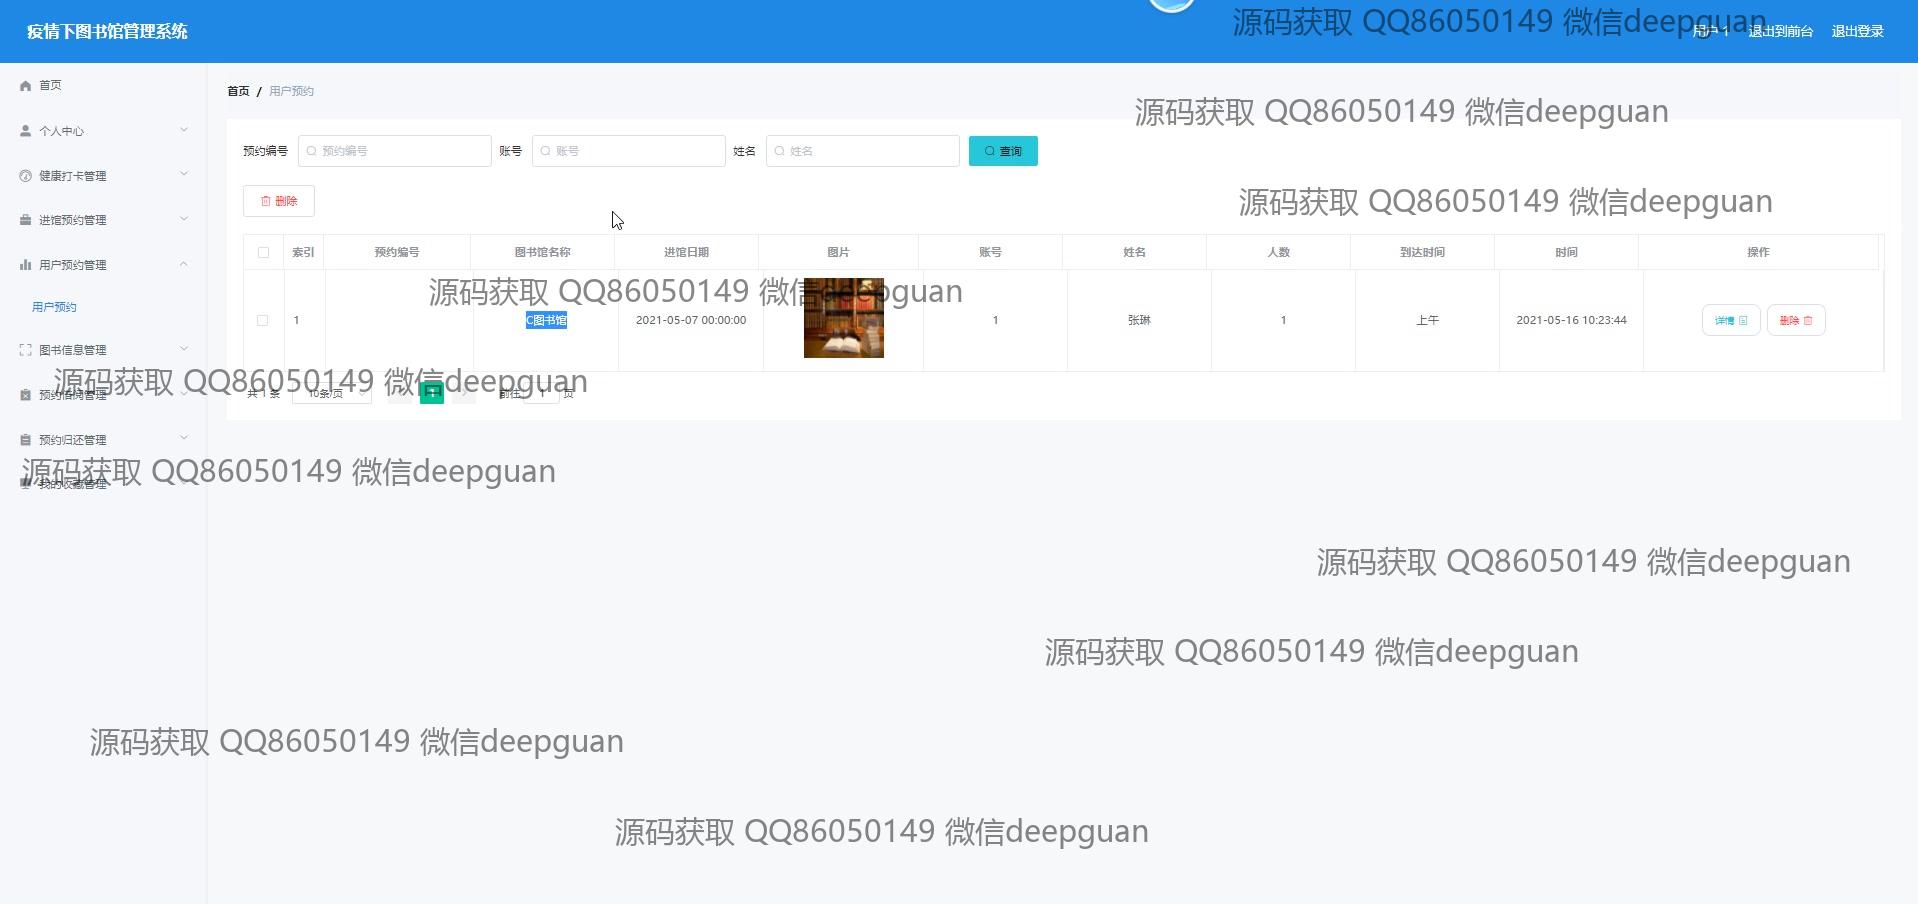 疫情下图书馆管理系统
源码获取 QQ86050149 微信deepguan
用户 1 退出到前台 退出登录
首页
个人中心
健康打卡管理
进馆预约管理
用户预约管理
用户预约
图书信息管理
预约借阅管理
预约归还管理
我的收藏管理
首页 / 用户预约
源码获取 QQ86050149 微信deepguan
预约编号 预约编号 账号 账号 姓名 姓名 查询
删除
源码获取 QQ86050149 微信deepguan
索引 预约编号 图书馆名称 进馆日期 图片 账号 姓名 人数 到达时间 时间 操作
源码获取 QQ86050149 微信deepguan
1 C图书馆 2021-05-07 00:00:00 1 张琳 1 上午 2021-05-16 10:23:44 详情 删除
源码获取 QQ86050149 微信deepguan
共 1 条 10条/页 1 前往 1 页
源码获取 QQ86050149 微信deepguan
源码获取 QQ86050149 微信deepguan
源码获取 QQ86050149 微信deepguan
源码获取 QQ86050149 微信deepguan
源码获取 QQ86050149 微信deepguan